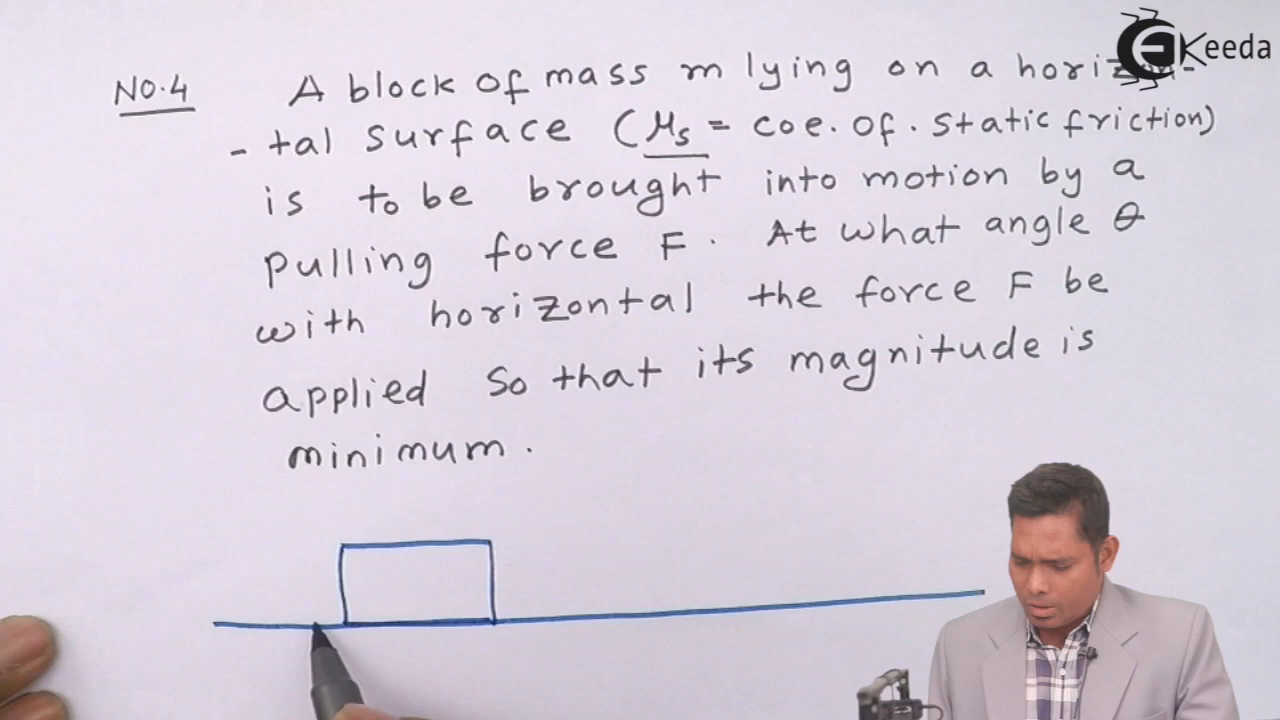 Keeda
No.4 A block of mass m lying on a horizon-
- tal surface (μs = coe. of. static friction)
is to be brought into motion by a
pulling force F. At what angle θ
with horizontal the force F be
applied so that its magnitude is
minimum.